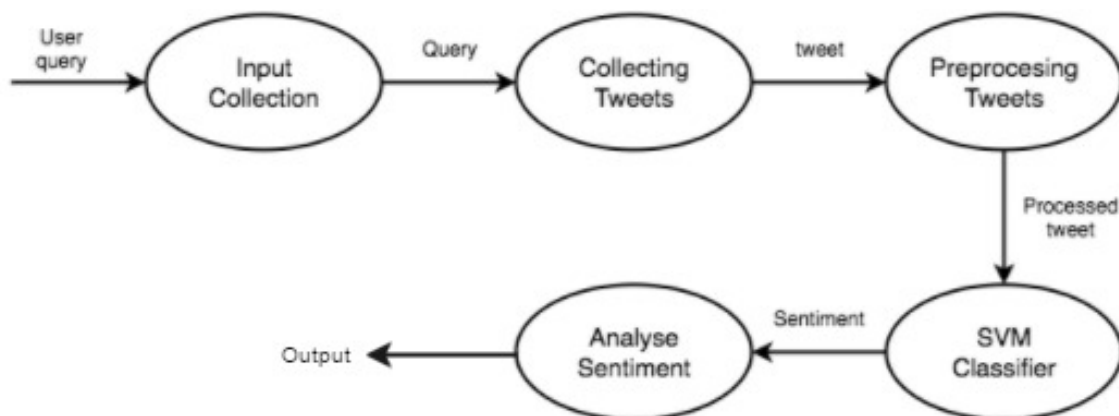 User
query
Input
Collection
Query
Collecting
Tweets
tweet
Preprocesing
Tweets
Processed
tweet
SVM
Classifier
Sentiment
Analyse
Sentiment
Output